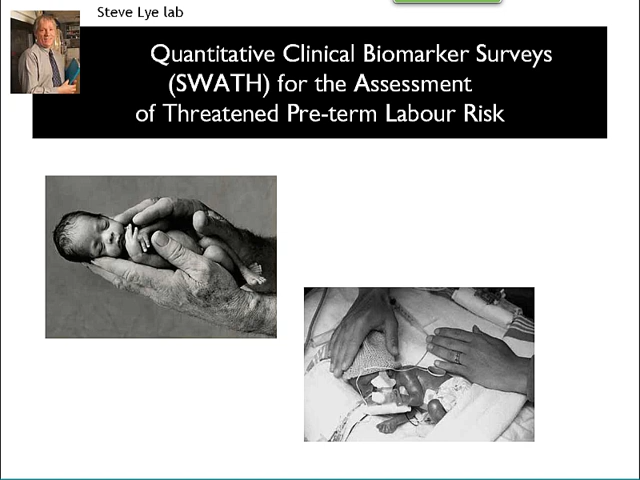 Steve Lye lab
Quantitative Clinical Biomarker Surveys
(SWATH) for the Assessment
of Threatened Pre-term Labour Risk